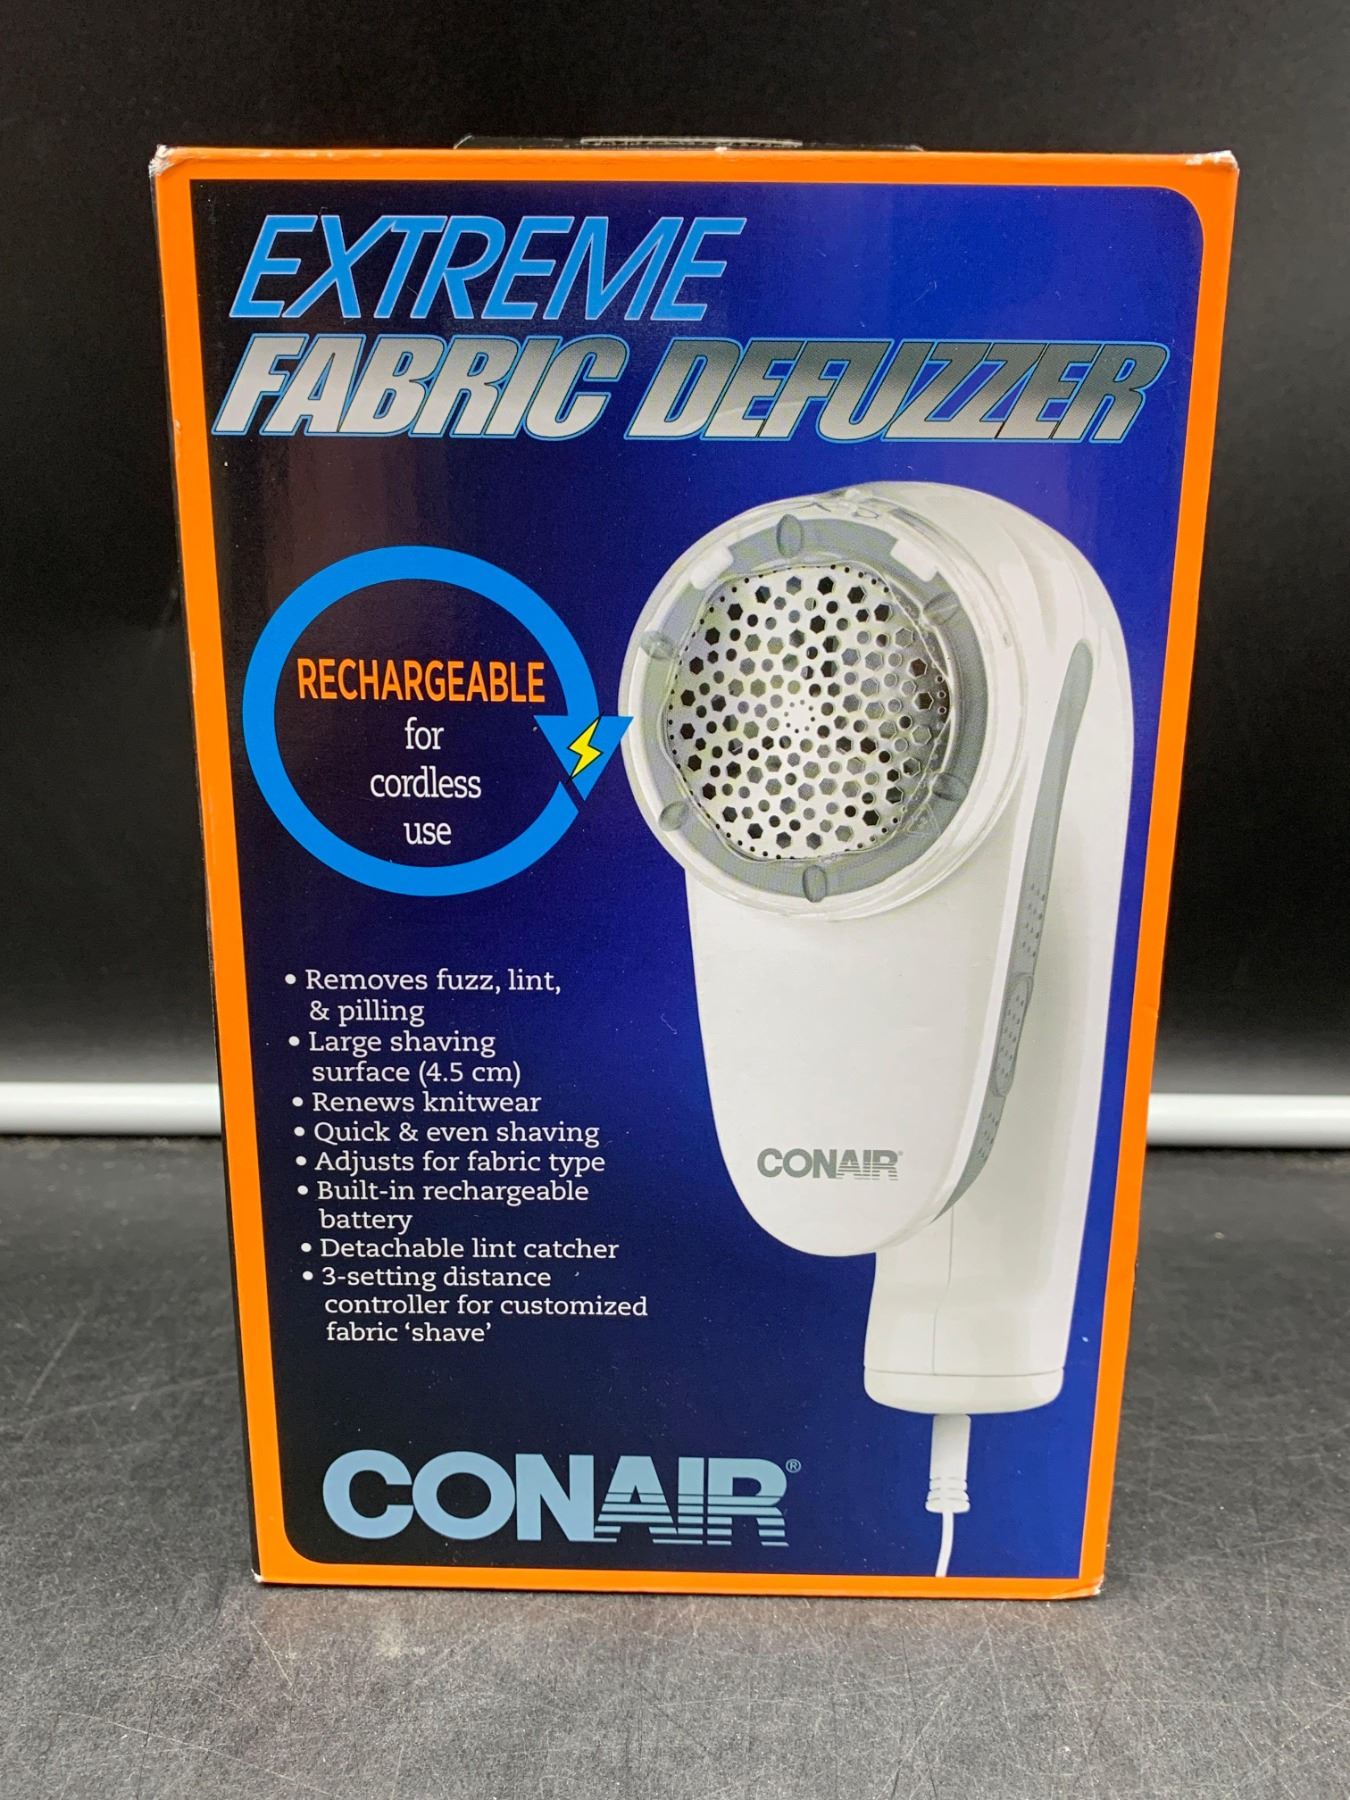 EXTREME
FABRIC DEFUZZER
RECHARGEABLE
for
cordless
use
• Removes fuzz, lint,
& pilling
• Large shaving
surface (4.5 cm)
• Renews knitwear
• Quick & even shaving
• Adjusts for fabric type
• Built-in rechargeable
battery
• Detachable lint catcher
• 3-setting distance
controller for customized
fabric ‘shave’
CONAIR®
CONAIR®